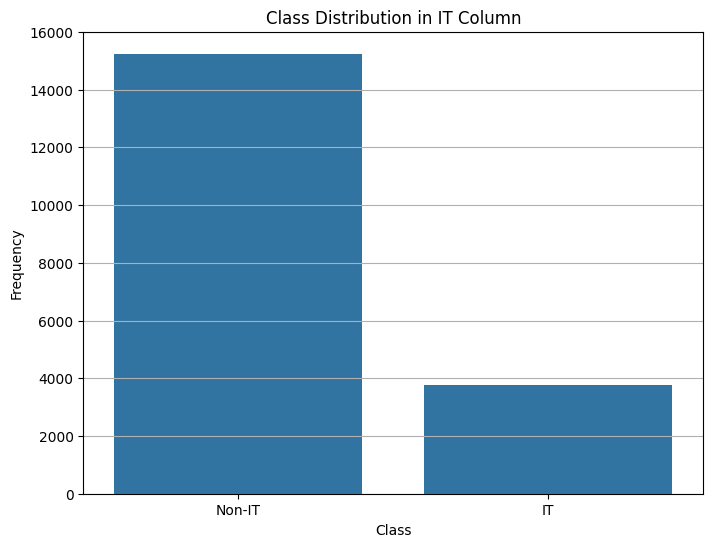 Class Distribution in IT Column
16000
14000
12000
10000
8000
6000
4000
2000
0
Frequency
Non-IT
IT
Class